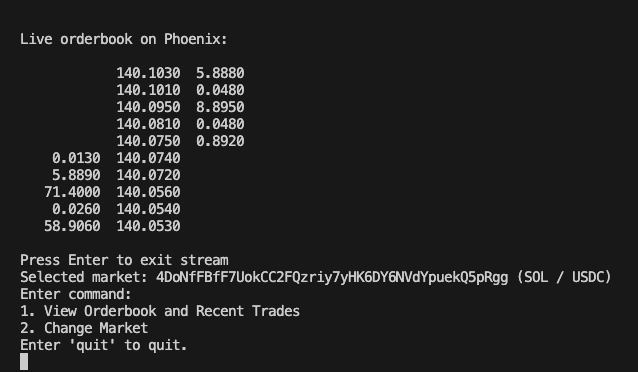 Live orderbook on Phoenix:
140.1030 5.8880
140.1010 0.0480
140.0950 8.8950
140.0810 0.0480
140.0750 0.8920
0.0130 140.0740
5.8890 140.0720
71.4000 140.0560
0.0260 140.0540
58.9060 140.0530
Press Enter to exit stream
Selected market: 4DoNfFBfF7UokCC2FQzriy7yHK6DY6NVdYpuekQ5pRgg (SOL / USDC)
Enter command:
1. View Orderbook and Recent Trades
2. Change Market
Enter 'quit' to quit.